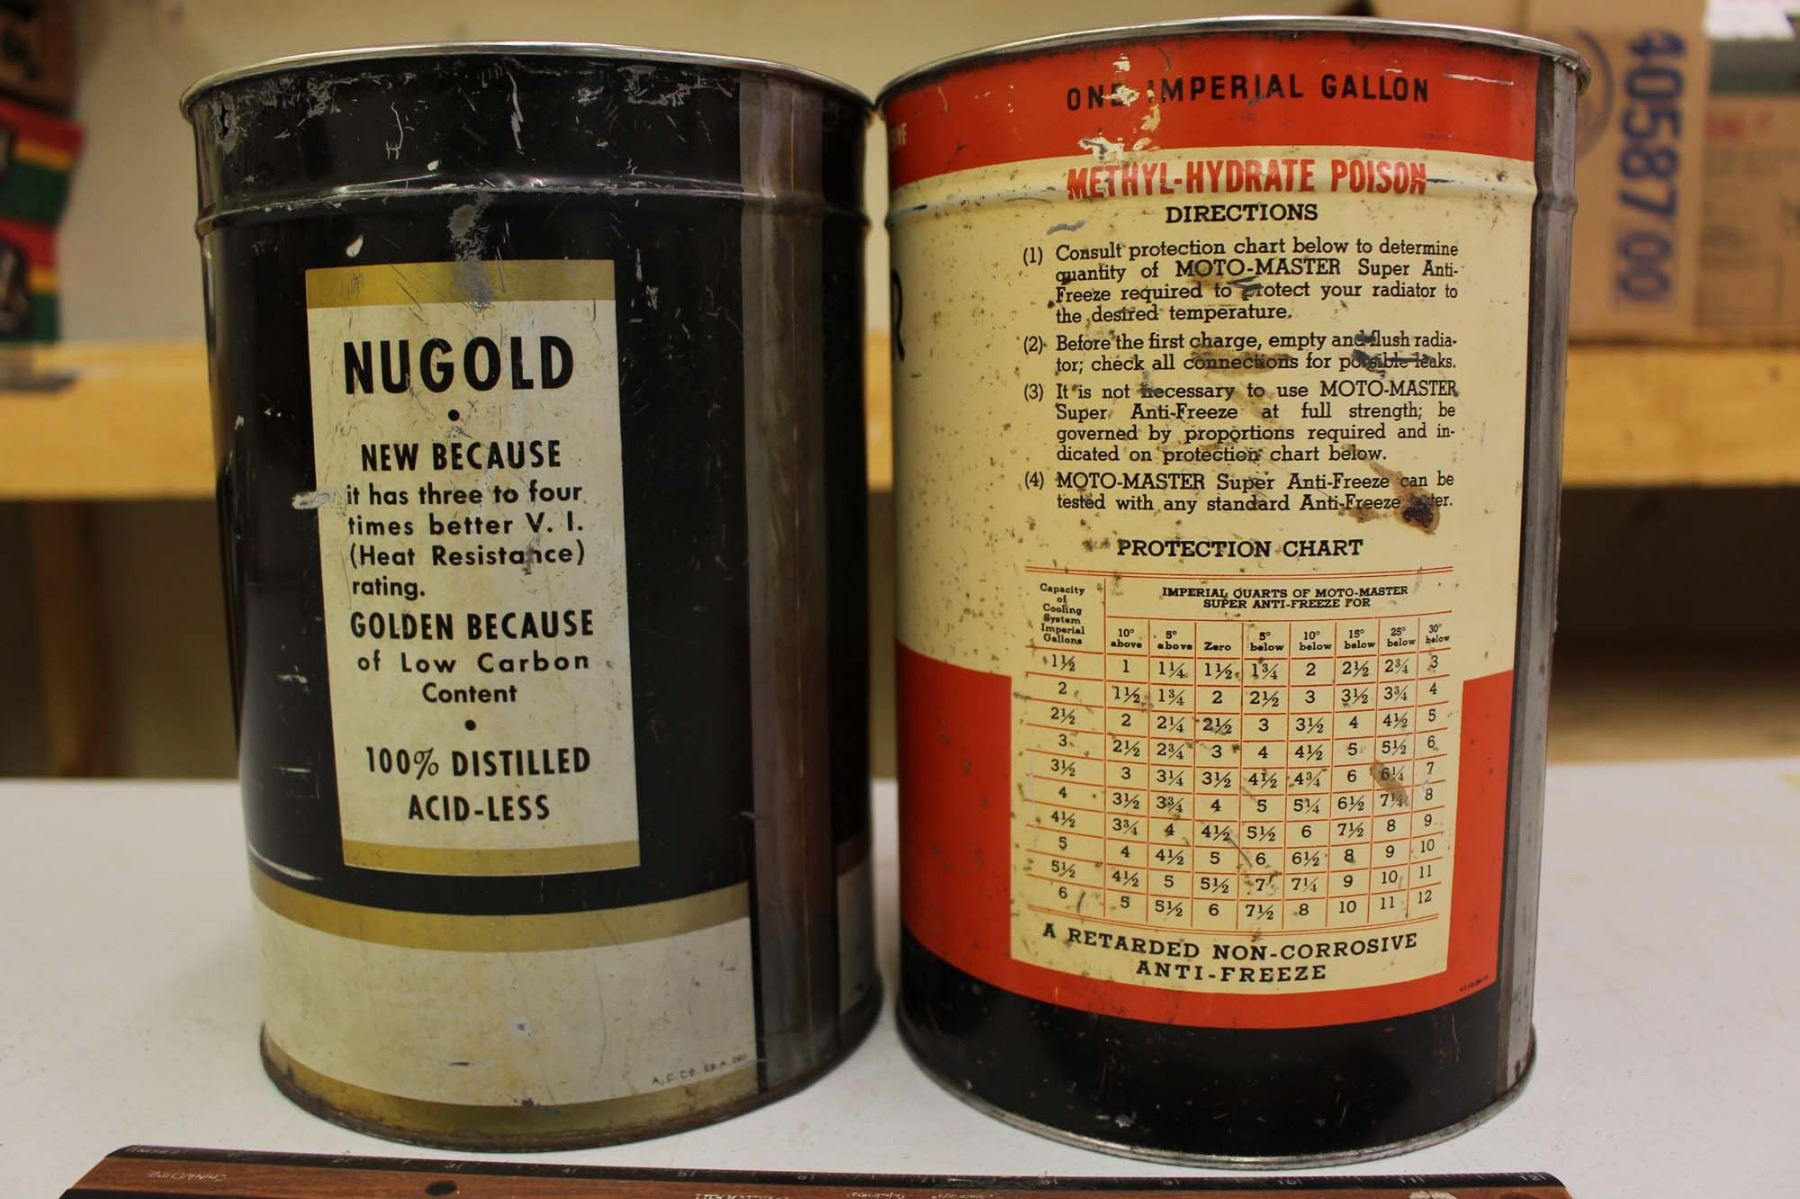 NUGOLD
•
NEW BECAUSE
it has three to four
times better V. I.
(Heat Resistance)
rating.
GOLDEN BECAUSE
of Low Carbon
Content
•
100% DISTILLED
ACID-LESS
ONE IMPERIAL GALLON
METHYL-HYDRATE POISON
DIRECTIONS
(1) Consult protection chart below to determine
quantity of MOTO-MASTER Super Anti-
Freeze required to protect your radiator to
the desired temperature.
(2) Before the first charge, empty and flush radia-
tor; check all connections for possible leaks.
(3) It is not necessary to use MOTO-MASTER
Super Anti-Freeze at full strength; be
governed by proportions required and in-
dicated on protection chart below.
(4) MOTO-MASTER Super Anti-Freeze can be
tested with any standard Anti-Freeze
PROTECTION CHART
Capacity of Cooling System Imperial Gallons
IMPERIAL QUARTS OF MOTO-MASTER
SUPER ANTI-FREEZE FOR
10° above 5° above Zero 5° below 10° below 15° below 25° below 30° below
1½ 1 1¼ 1½ 1¾ 2 2½ 2¾ 3
2 1½ 1¾ 2 2½ 3 3½ 3¾ 4
2½ 2 2¼ 2½ 3 3½ 4 4½ 5
3 2½ 2¾ 3 4 4½ 5 5½ 6
3½ 3 3¼ 3½ 4½ 4¾ 6 6¼ 7
4 3½ 3¾ 4 5 5¼ 6½ 7¼ 8
4½ 3¾ 4 4½ 5½ 6 7½ 8 9
5 4 4½ 5 6 6½ 8 9 10
5½ 4½ 5 5½ 7 7¼ 9 10 11
6 5 5½ 6 7½ 8 10 11 12
A RETARDED NON-CORROSIVE
ANTI-FREEZE
10587 00